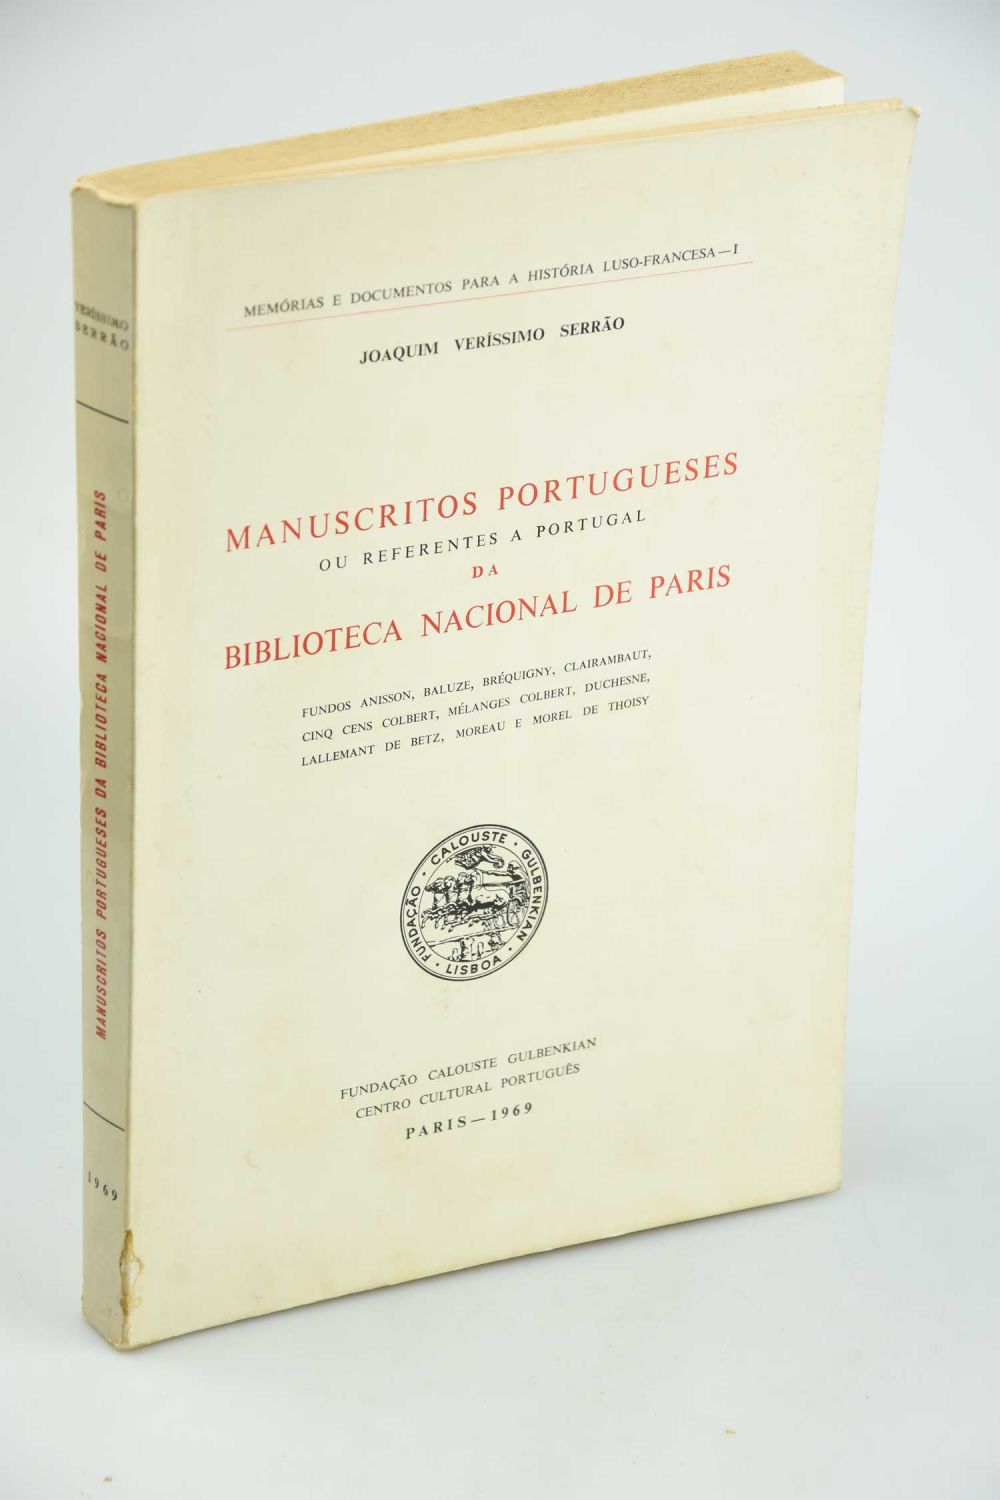 MEMÓRIAS E DOCUMENTOS PARA A HISTÓRIA LUSO-FRANCESA—I
JOAQUIM VERÍSSIMO SERRÃO
MANUSCRITOS PORTUGUESES
OU REFERENTES A PORTUGAL
DA
BIBLIOTECA NACIONAL DE PARIS
FUNDOS ANISSON, BALUZE, BRÉQUIGNY, CLAIRAMBAUT,
CINQ CENS COLBERT, MÉLANGES COLBERT, DUCHESNE,
LALLEMANT DE BETZ, MOREAU E MOREL DE THOISY
FUNDAÇÃO · CALOUSTE · GULBENKIAN ·
· LISBOA ·
FUNDAÇÃO CALOUSTE GULBENKIAN
CENTRO CULTURAL PORTUGUÊS
PARIS—1969
VERÍSSIMO
SERRÃO
MANUSCRITOS PORTUGUESES DA BIBLIOTECA NACIONAL DE PARIS
1969